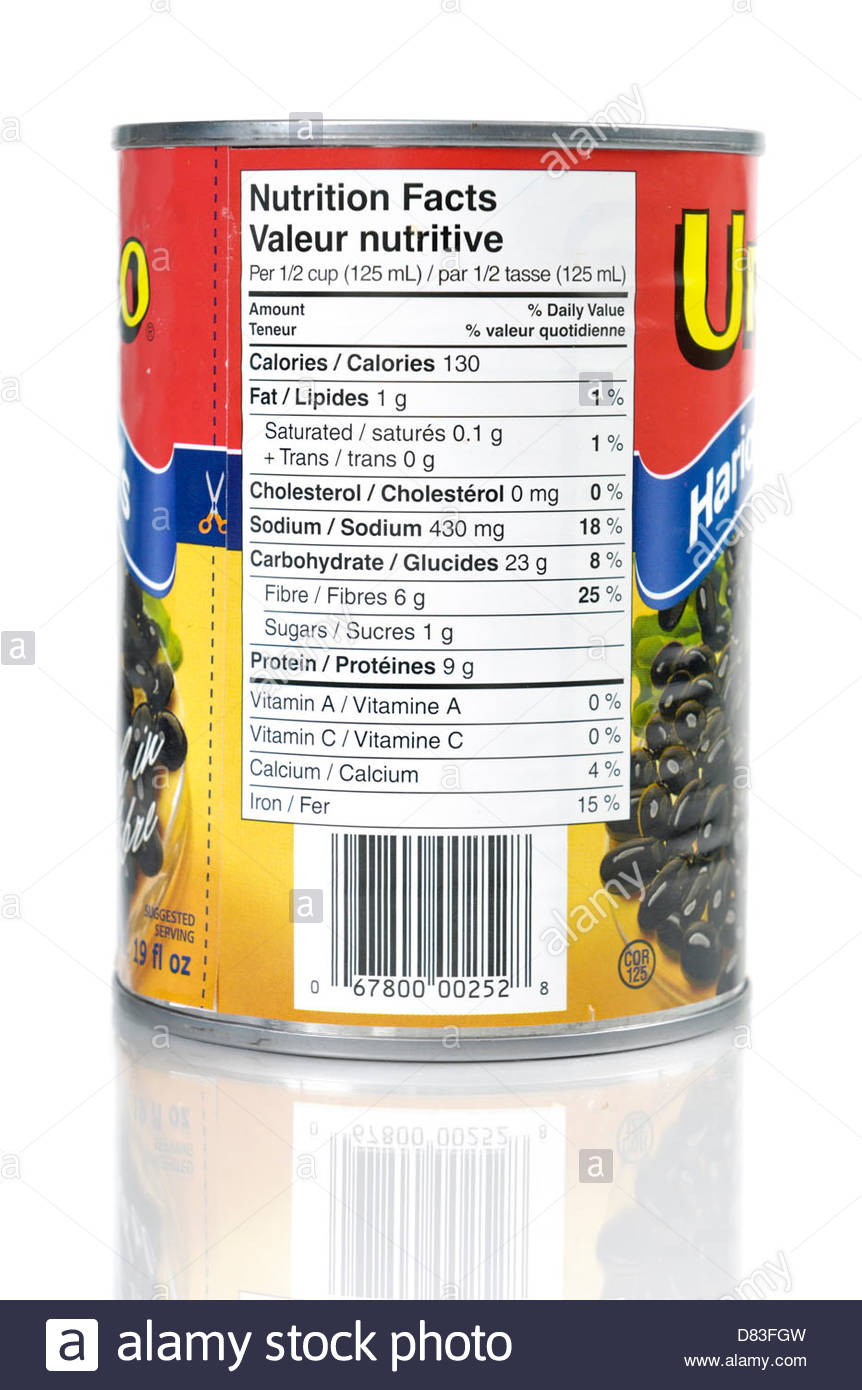 Nutrition Facts
Valeur nutritive
Per 1/2 cup (125 mL) / par 1/2 tasse (125 mL)
Amount % Daily Value
Teneur % valeur quotidienne
Calories / Calories 130
Fat / Lipides 1 g 1 %
Saturated / saturés 0.1 g
+ Trans / trans 0 g 1 %
Cholesterol / Cholestérol 0 mg 0 %
Sodium / Sodium 430 mg 18 %
Carbohydrate / Glucides 23 g 8 %
Fibre / Fibres 6 g 25 %
Sugars / Sucres 1 g
Protein / Protéines 9 g
Vitamin A / Vitamine A 0 %
Vitamin C / Vitamine C 0 %
Calcium / Calcium 4 %
Iron / Fer 15 %
in
SUGGESTED
SERVING
19 fl oz
0 67800 00252 8
COR
125
alamy
a alamy stock photo
D83FGW
www.alamy.com